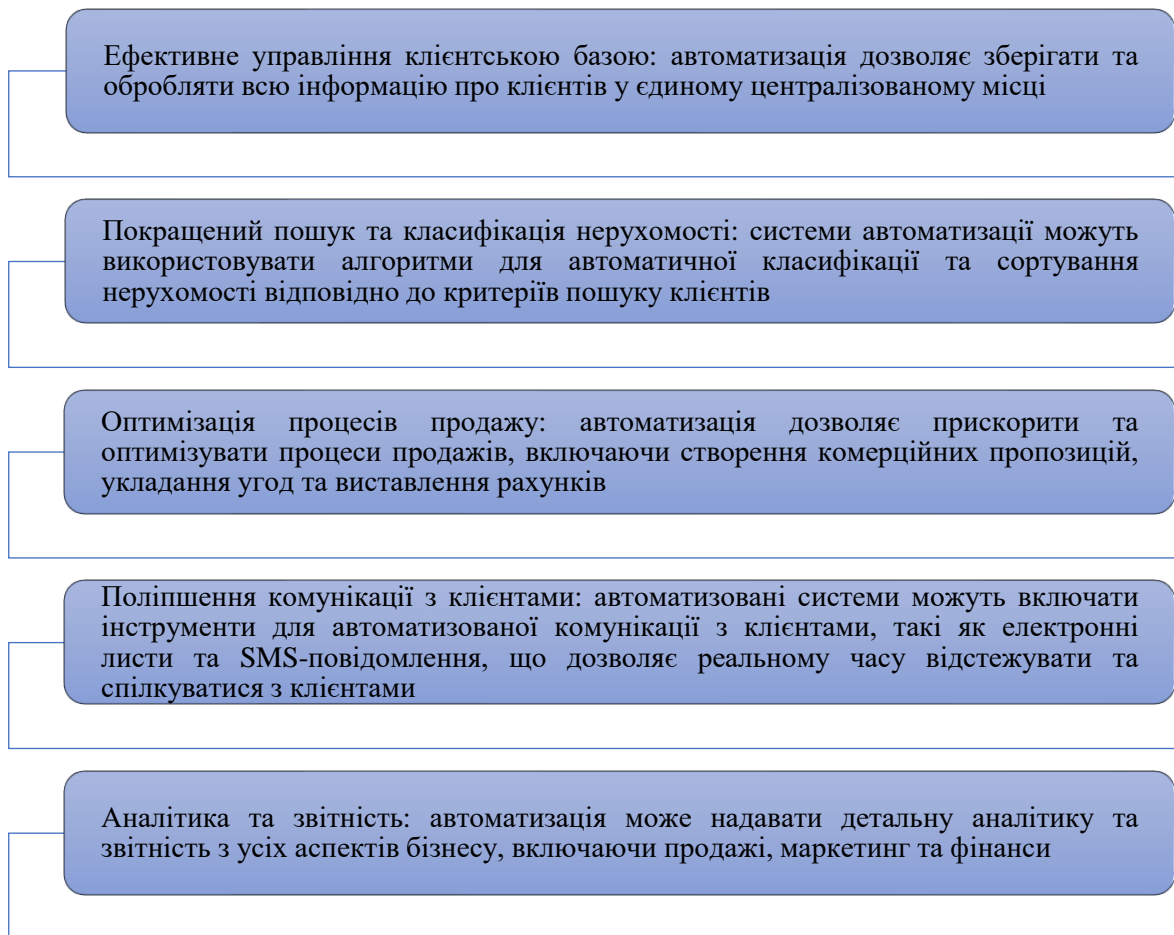 Ефективне управління клієнтською базою: автоматизація дозволяє зберігати та
обробляти всю інформацію про клієнтів у єдиному централізованому місці
Покращений пошук та класифікація нерухомості: системи автоматизації можуть
використовувати алгоритми для автоматичної класифікації та сортування
нерухомості відповідно до критеріїв пошуку клієнтів
Оптимізація процесів продажу: автоматизація дозволяє прискорити та
оптимізувати процеси продажів, включаючи створення комерційних пропозицій,
укладання угод та виставлення рахунків
Поліпшення комунікації з клієнтами: автоматизовані системи можуть включати
інструменти для автоматизованої комунікації з клієнтами, такі як електронні
листи та SMS-повідомлення, що дозволяє реальному часу відстежувати та
спілкуватися з клієнтами
Аналітика та звітність: автоматизація може надавати детальну аналітику та
звітність з усіх аспектів бізнесу, включаючи продажі, маркетинг та фінанси